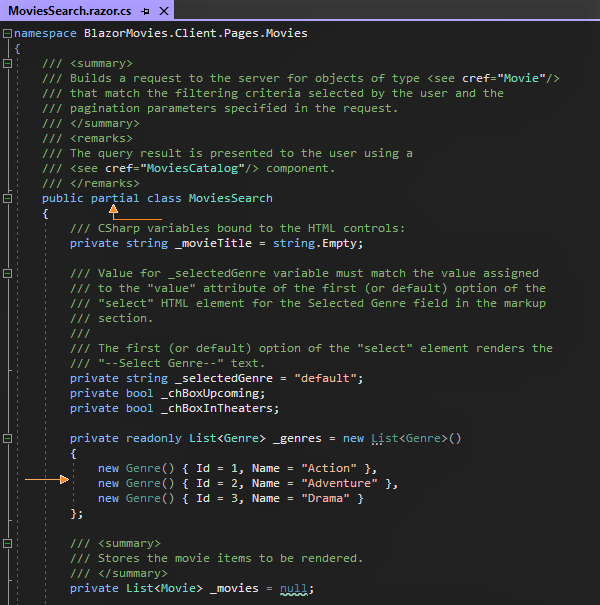 MoviesSearch.razor.cs
namespace BlazorMovies.Client.Pages.Movies
{
/// <summary>
/// Builds a request to the server for objects of type <see cref="Movie"/>
/// that match the filtering criteria selected by the user and the
/// pagination parameters specified in the request.
/// </summary>
/// <remarks>
/// The query result is presented to the user using a
/// <see cref="MoviesCatalog"/> component.
/// </remarks>
public partial class MoviesSearch
{
/// CSharp variables bound to the HTML controls:
private string _movieTitle = string.Empty;
/// Value for _selectedGenre variable must match the value assigned
/// to the "value" attribute of the first (or default) option of the
/// "select" HTML element for the Selected Genre field in the markup
/// section.
///
/// The first (or default) option of the "select" element renders the
/// "--Select Genre--" text.
private string _selectedGenre = "default";
private bool _chBoxUpcoming;
private bool _chBoxInTheaters;
private readonly List<Genre> _genres = new List<Genre>()
{
new Genre() { Id = 1, Name = "Action" },
new Genre() { Id = 2, Name = "Adventure" },
new Genre() { Id = 3, Name = "Drama" }
};
/// <summary>
/// Stores the movie items to be rendered.
/// </summary>
private List<Movie> _movies = null;